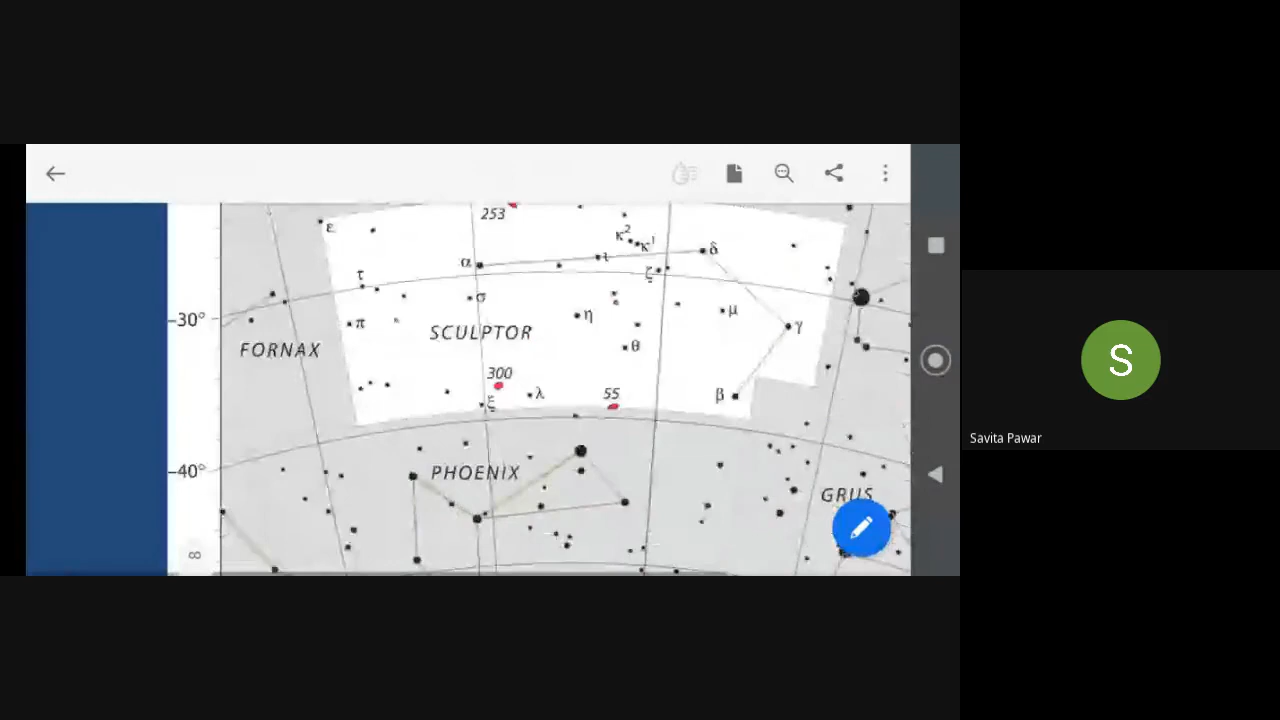 253
ε
κ²
κ¹
δ
α
ι
ζ
τ
σ
μ
η
γ
π
-30°
SCULPTOR
θ
FORNAX
300
λ
55
β
ξ
-40°
PHOENIX
GRUS
∞
S
Savita Pawar